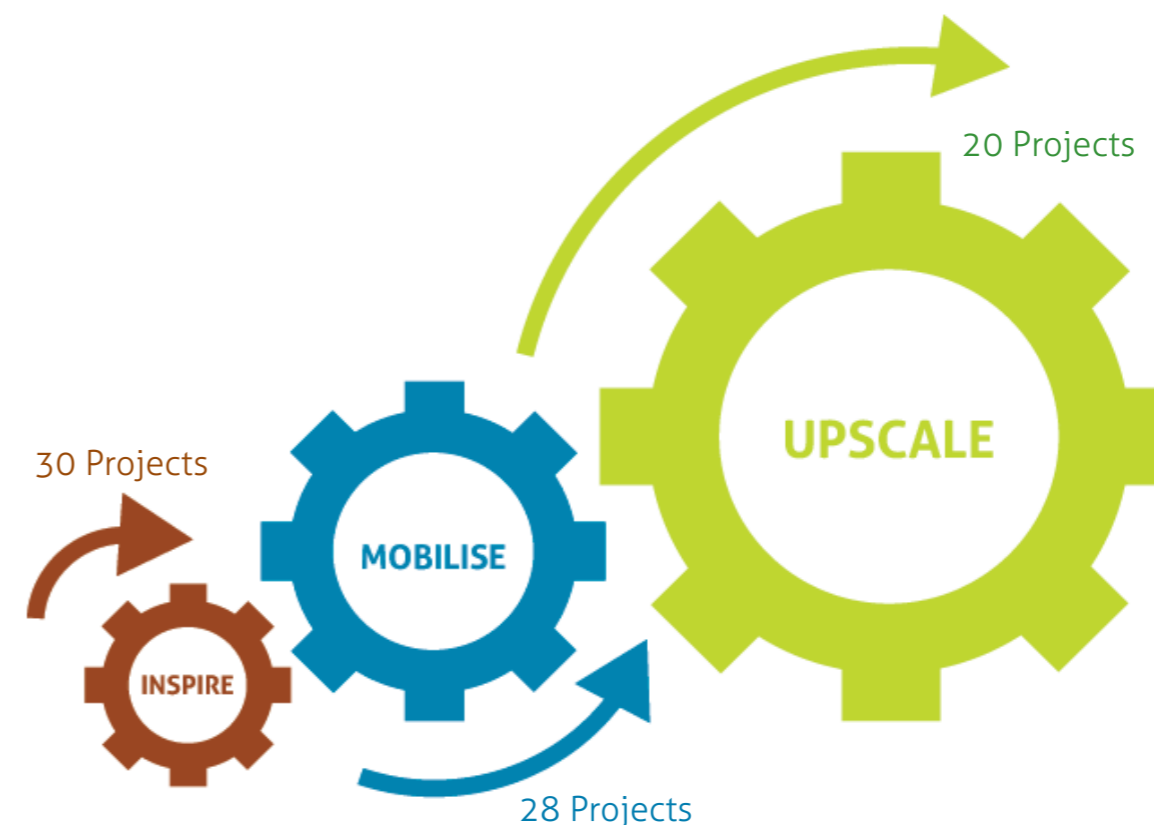 20 Projects
UPSCALE
30 Projects
MOBILISE
INSPIRE
28 Projects